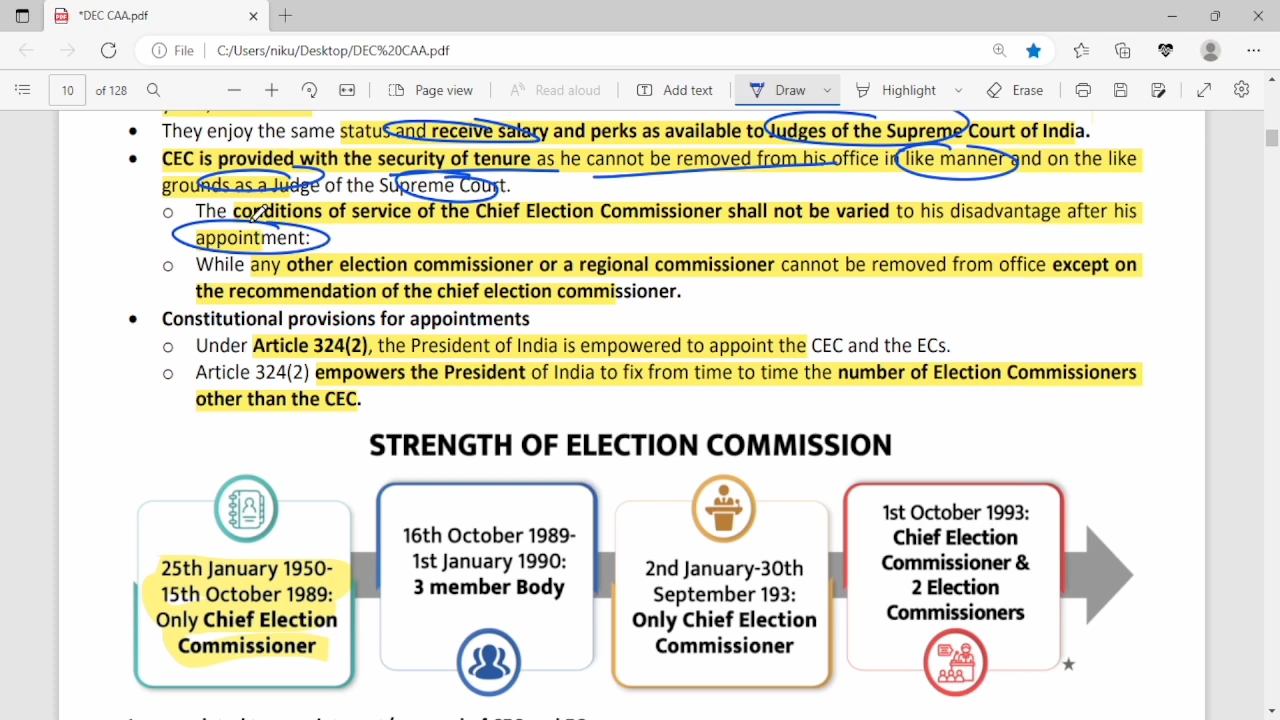 *DEC CAA.pdf
File
C:/Users/niku/Desktop/DEC%20CAA.pdf
10 of 128
Page view
Read aloud
Add text
Draw
Highlight
Erase
• They enjoy the same status and receive salary and perks as available to Judges of the Supreme Court of India.
• CEC is provided with the security of tenure as he cannot be removed from his office in like manner and on the like
grounds as a Judge of the Supreme Court.
o The conditions of service of the Chief Election Commissioner shall not be varied to his disadvantage after his
appointment:
o While any other election commissioner or a regional commissioner cannot be removed from office except on
the recommendation of the chief election commissioner.
• Constitutional provisions for appointments
o Under Article 324(2), the President of India is empowered to appoint the CEC and the ECs.
o Article 324(2) empowers the President of India to fix from time to time the number of Election Commissioners
other than the CEC.
STRENGTH OF ELECTION COMMISSION
25th January 1950-
15th October 1989:
Only Chief Election
Commissioner
16th October 1989-
1st January 1990:
3 member Body
2nd January-30th
September 193:
Only Chief Election
Commissioner
1st October 1993:
Chief Election
Commissioner &
2 Election
Commissioners